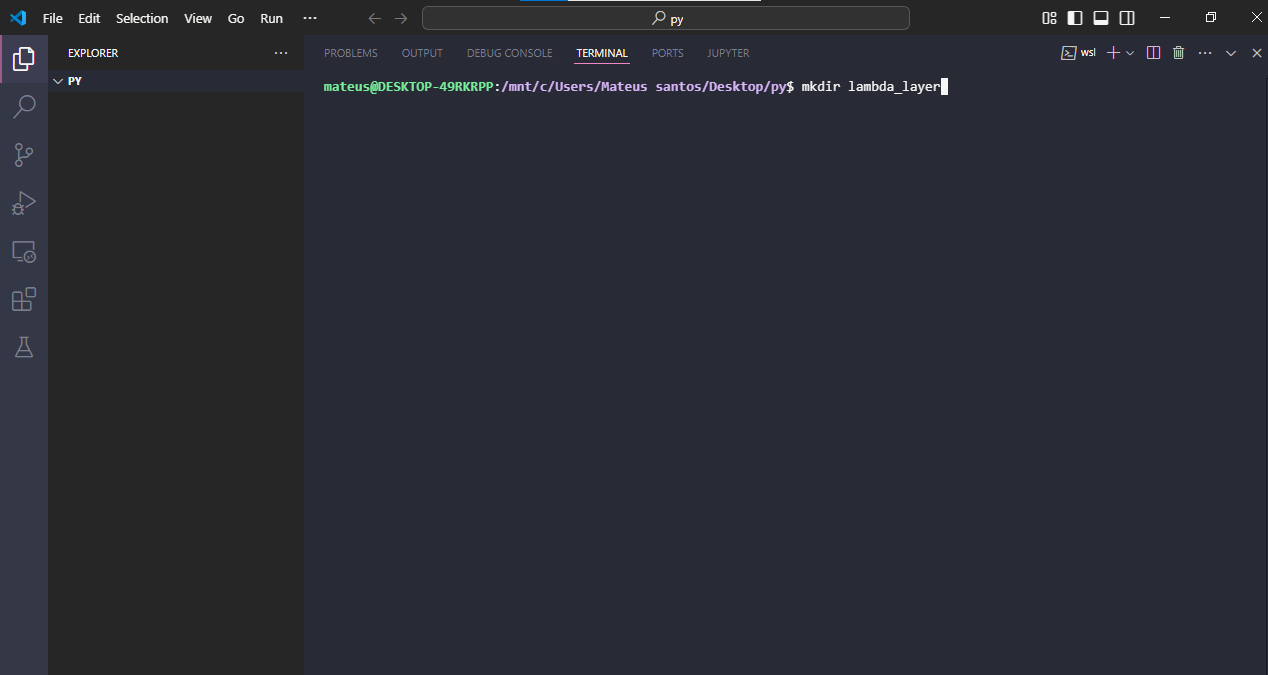 File Edit Selection View Go Run ···
py
EXPLORER ···
PROBLEMS OUTPUT DEBUG CONSOLE TERMINAL PORTS JUPYTER
wsl
PY
mateus@DESKTOP-49RKRPP:/mnt/c/Users/Mateus santos/Desktop/py$ mkdir lambda_layer